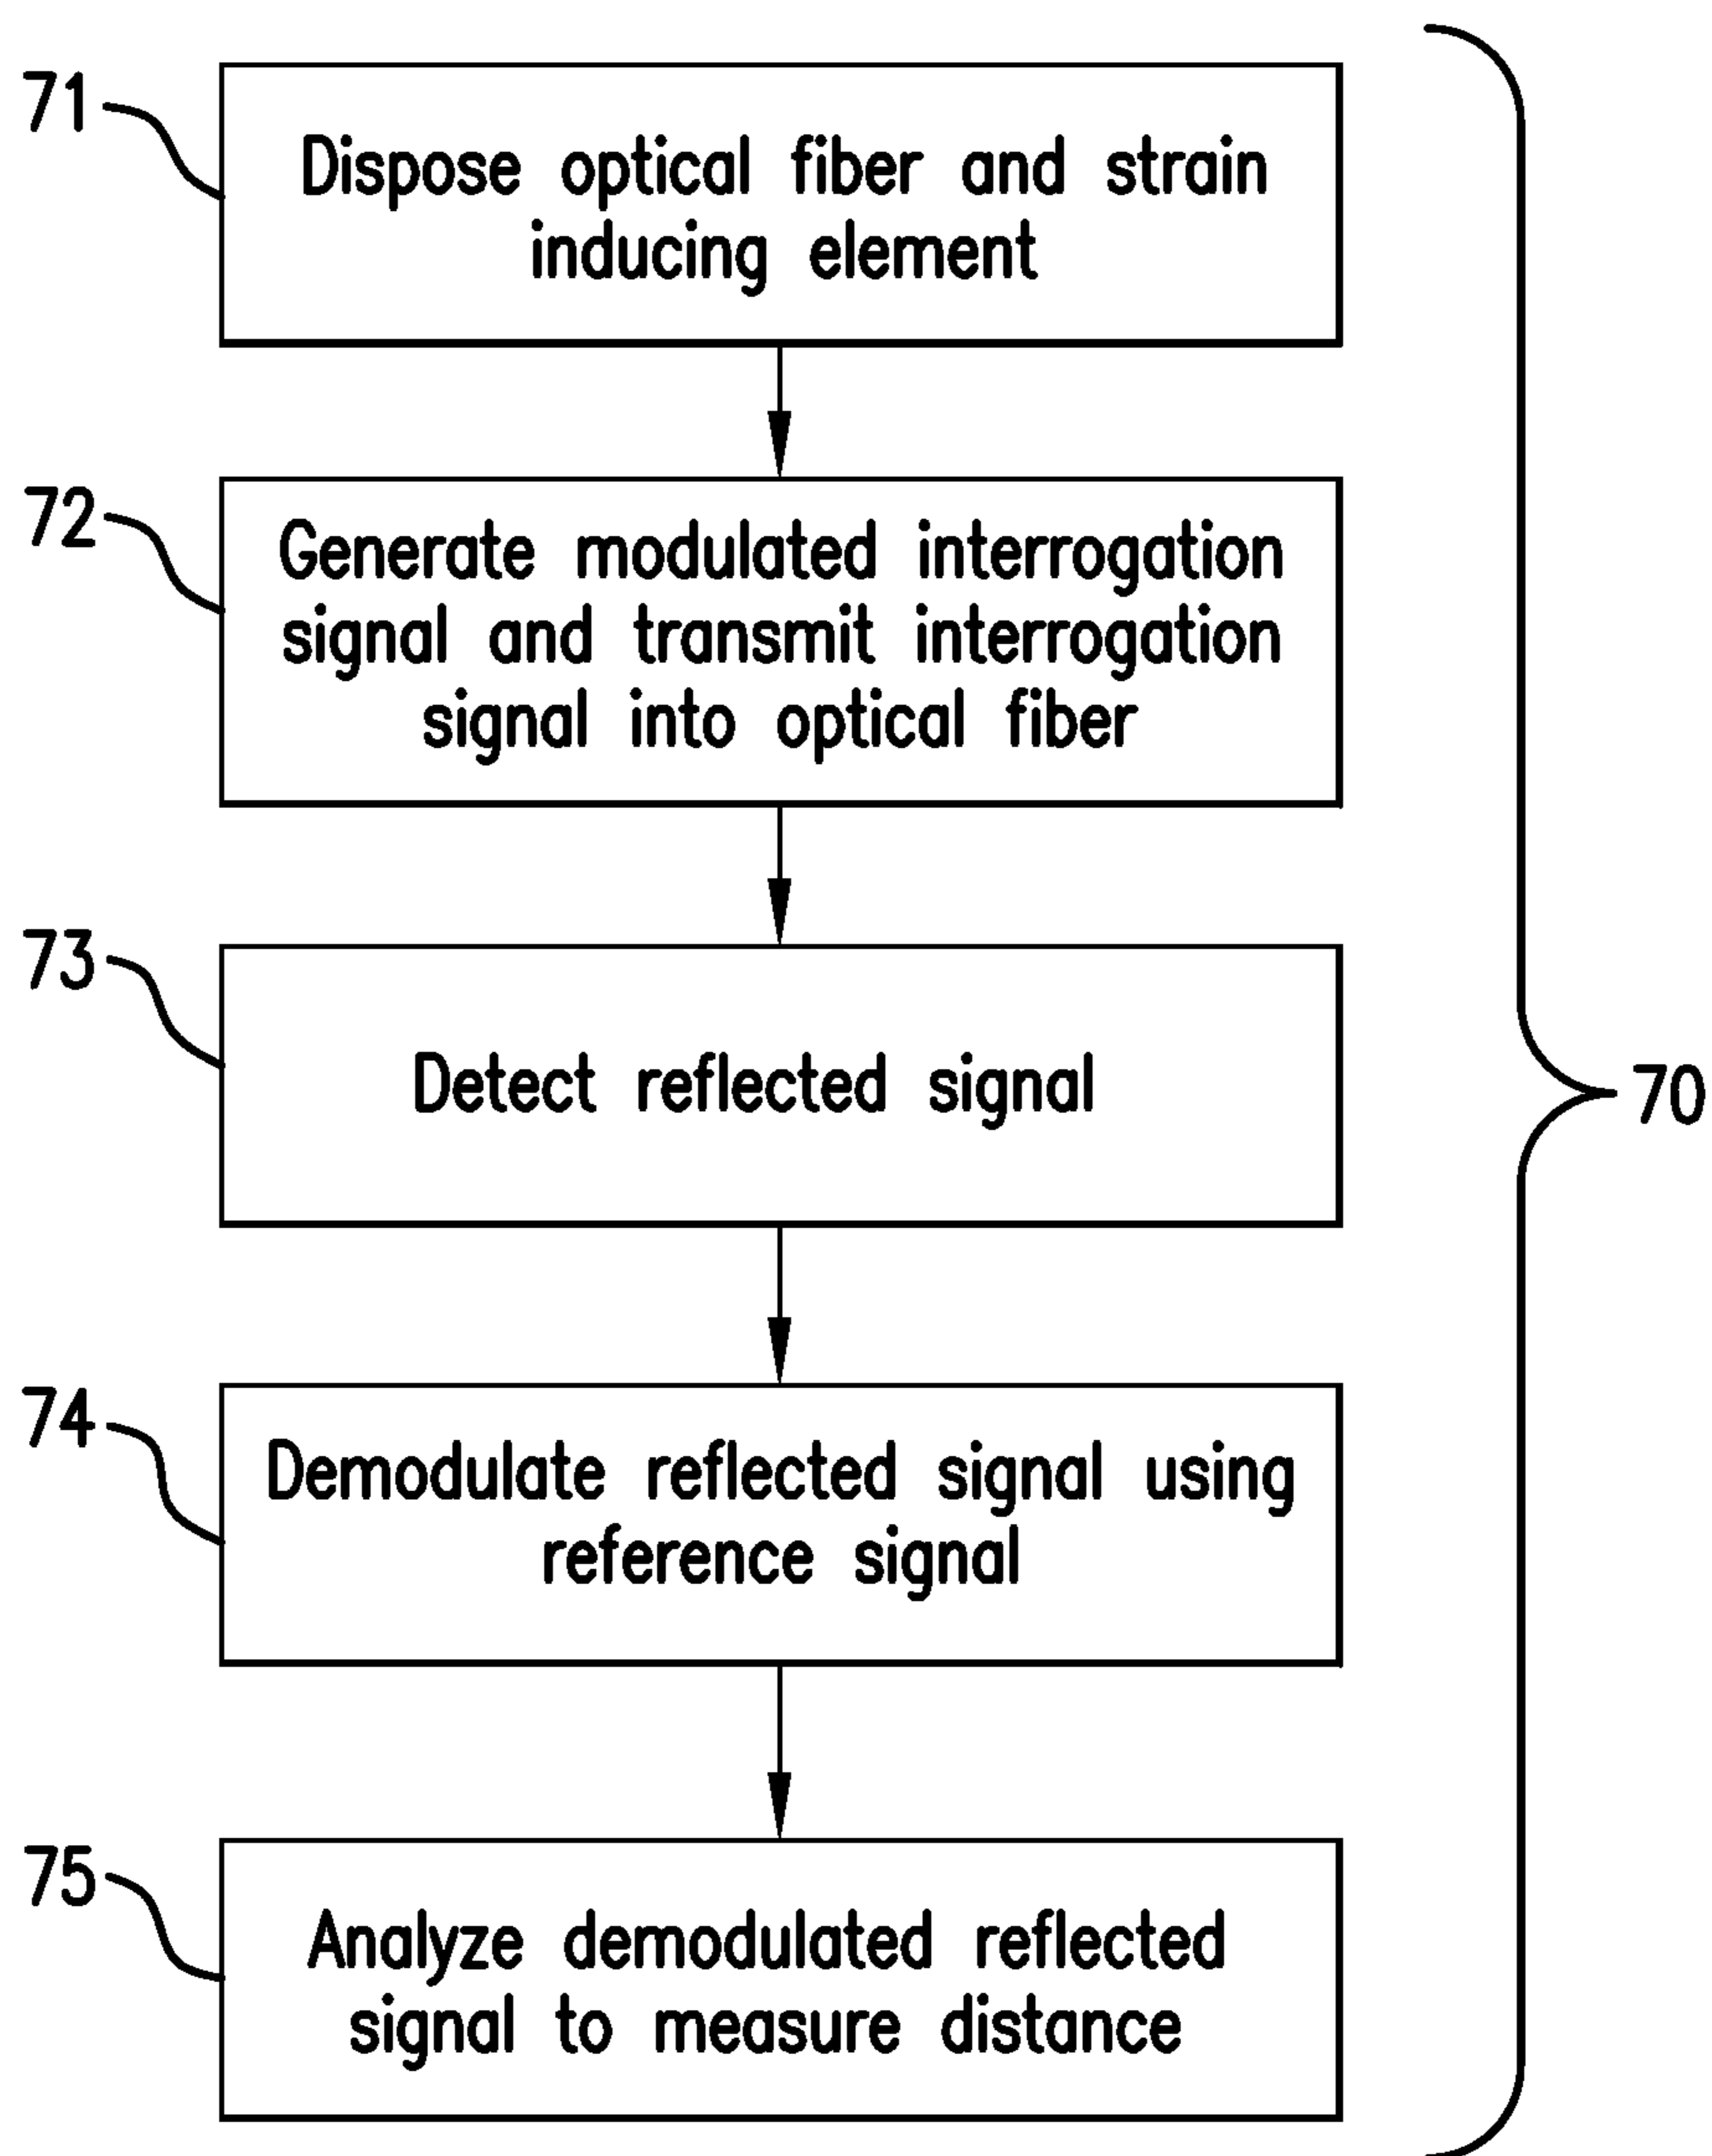 71
Dispose optical fiber and strain
inducing element
72
Generate modulated interrogation
signal and transmit interrogation
signal into optical fiber
73
Detect reflected signal
70
74
Demodulate reflected signal using
reference signal
75
Analyze demodulated reflected
signal to measure distance